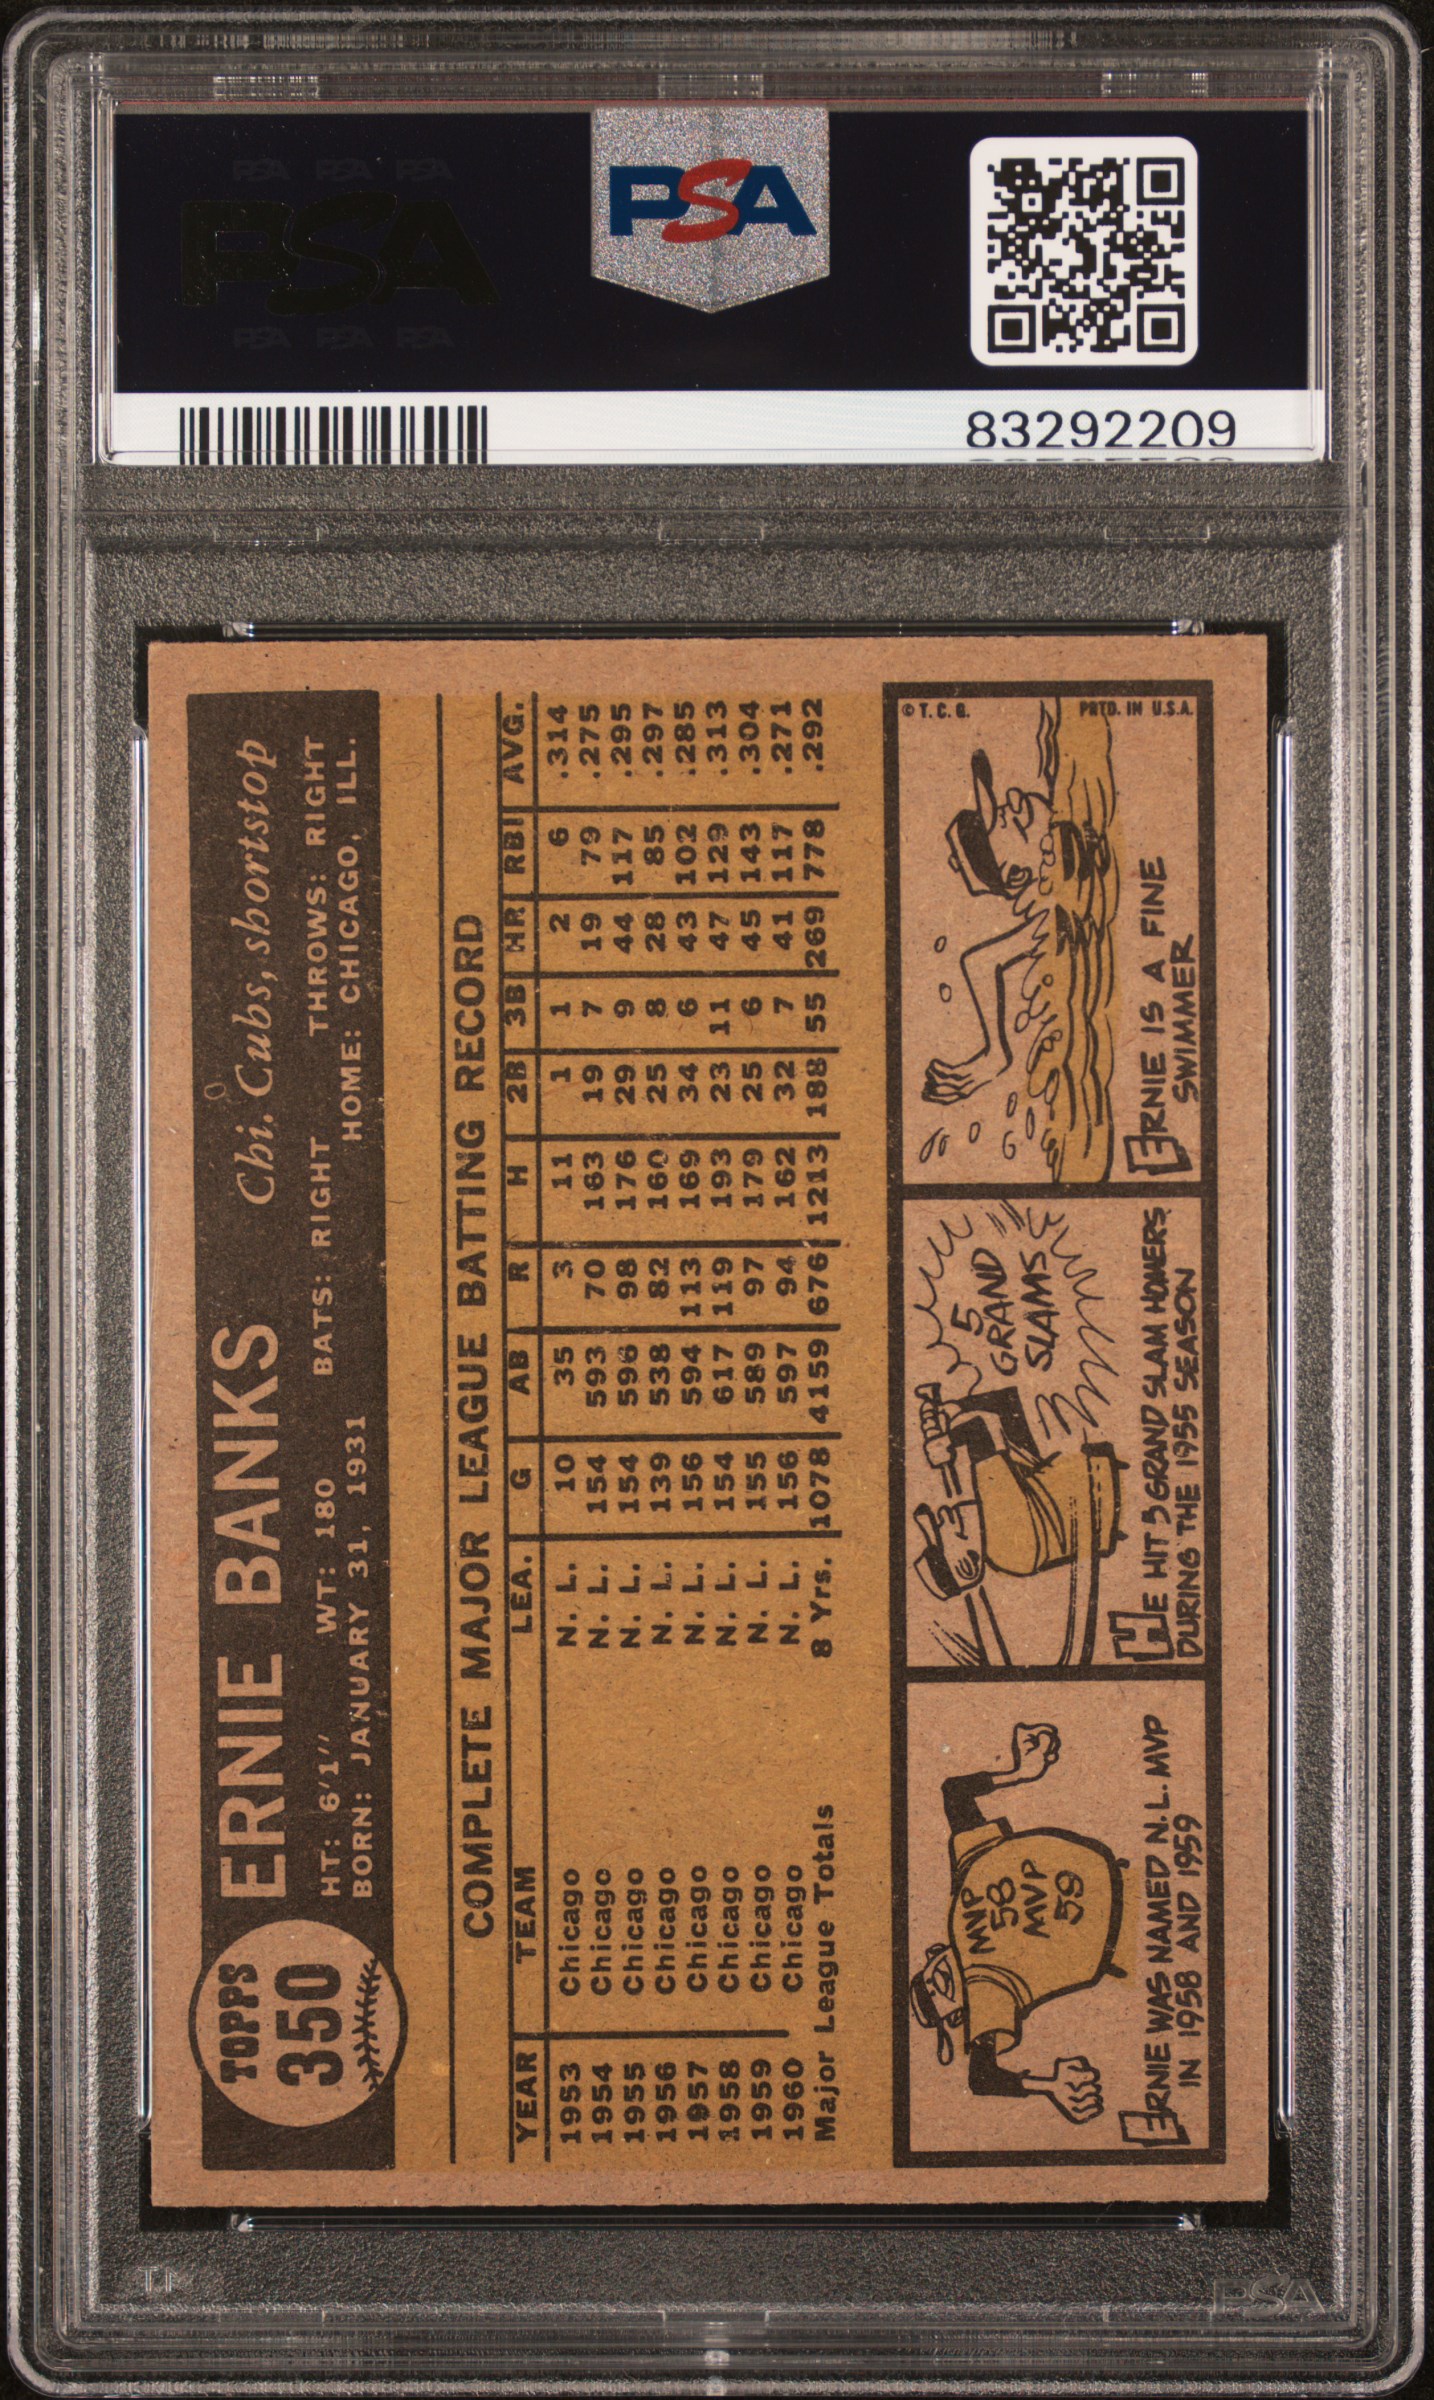 PSA PSA PSA
PSA
PSA PSA PSA
PSA
83292209
TOPPS
350
ERNIE BANKS
Chi. Cubs, shortstop
HT: 6'1" WT: 180 BATS: RIGHT THROWS: RIGHT
BORN: JANUARY 31, 1931 HOME: CHICAGO, ILL.
COMPLETE MAJOR LEAGUE BATTING RECORD
YEAR TEAM LEA. G AB R H 2B 3B HR RBI AVG.
1953 Chicago N. L. 10 35 3 11 1 1 2 6 .314
1954 Chicago N. L. 154 593 70 163 19 7 19 79 .275
1955 Chicago N. L. 154 596 98 176 29 9 44 117 .295
1956 Chicago N. L. 139 538 82 160 25 8 28 85 .297
1957 Chicago N. L. 156 594 113 169 34 6 43 102 .285
1958 Chicago N. L. 154 617 119 193 23 11 47 129 .313
1959 Chicago N. L. 155 589 97 179 25 6 45 143 .304
1960 Chicago N. L. 156 597 94 162 32 7 41 117 .271
Major League Totals 8 Yrs. 1078 4159 676 1213 188 55 269 778 .292
MVP
58
MVP
59
ERNIE WAS NAMED N.L. MVP
IN 1958 AND 1959
5
GRAND
SLAMS
HE HIT 5 GRAND SLAM HOMERS
DURING THE 1955 SEASON
© T.C.G. PRTD. IN U.S.A.
ERNIE IS A FINE
SWIMMER
PSA